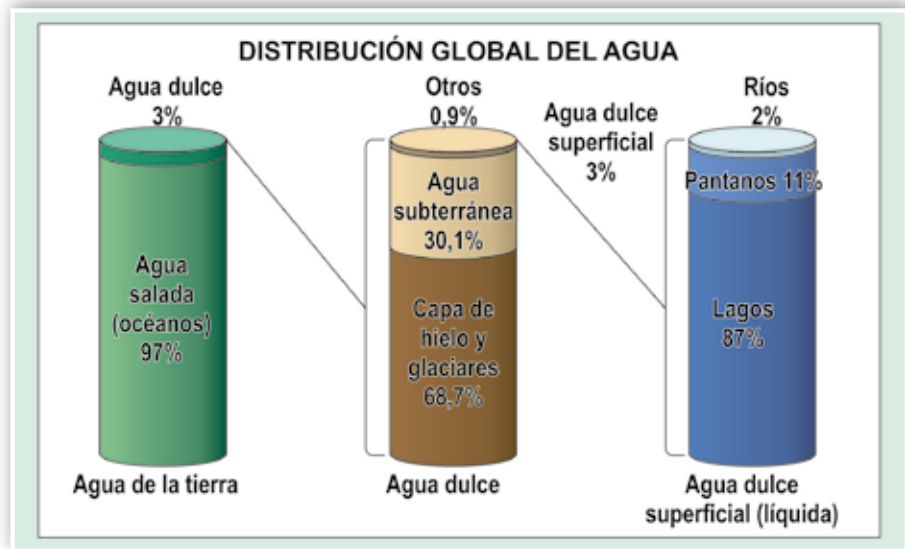 DISTRIBUCIÓN GLOBAL DEL AGUA
Agua dulce
3%
Agua
salada
(océanos)
97%
Agua de la tierra
Otros
0,9%
Agua
subterránea
30,1%
Capa de
hielo y
glaciares
68,7%
Agua dulce
Agua dulce
superficial
3%
Ríos
2%
Pantanos 11%
Lagos
87%
Agua dulce
superficial (líquida)